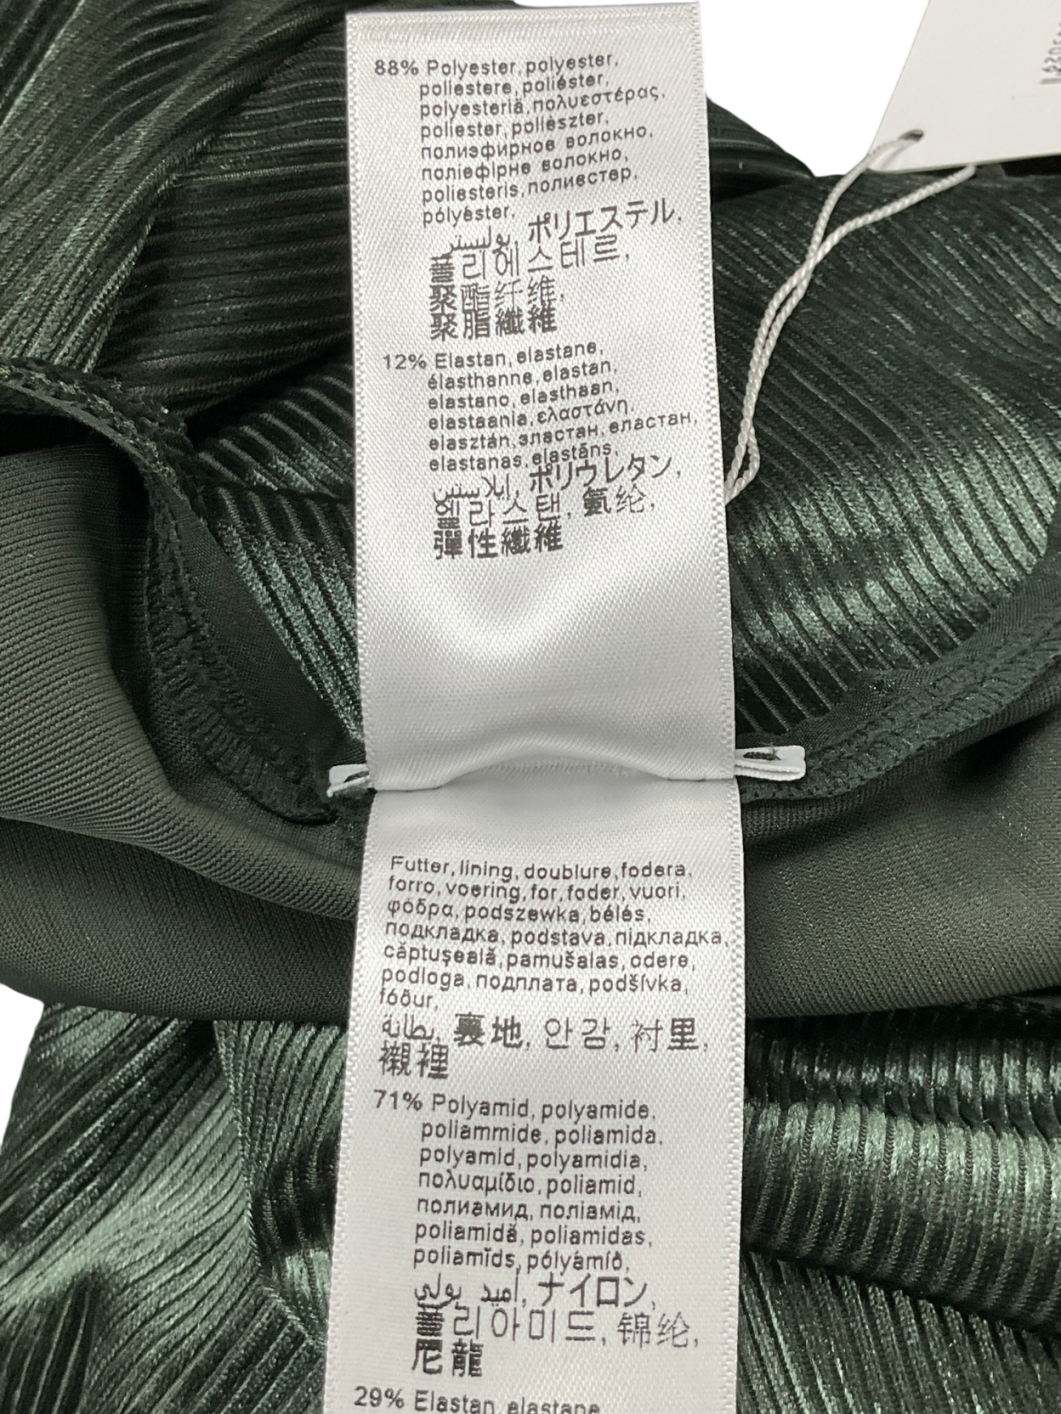 88% Polyester, polyester,
poliestere, poliéster,
polyesteriä, πολυεστέρας,
poliester, poliészter,
полиэфирное волокно,
поліефірне волокно,
poliesteris, полиестер,
pólyèster,
بوليستر, ポリエステル,
폴리에스테르,
聚酯纤维,
聚脂纖維
12% Elastan, elastane,
élasthanne, elastan,
elastano, elasthaan,
elastaania, ελαστάνη,
elasztán, эластан, еластан,
elastanas, elastāns,
إيلاستين, ポリウレタン,
엘라스탠, 氨纶,
彈性纖維
Futter, lining, doublure, fodera,
forro, voering, for, foder, vuori,
φόδρα, podszewka, bélés,
подкладка, podstava, підкладка,
căptuşeală, pamušalas, odere,
podloga, подплата, podšívka,
fóður,
بطانة, 裏地, 안감, 衬里,
襯裡
71% Polyamid, polyamide,
poliammide, poliamida,
polyamid, polyamidia,
πολυαμίδιο, poliamid,
полиамид, поліамід,
poliamidă, poliamidas,
poliamīds, pólýamíð,
بولي أميد, ナイロン,
폴리아미드, 锦纶,
尼龍
29% Elastan, elastane